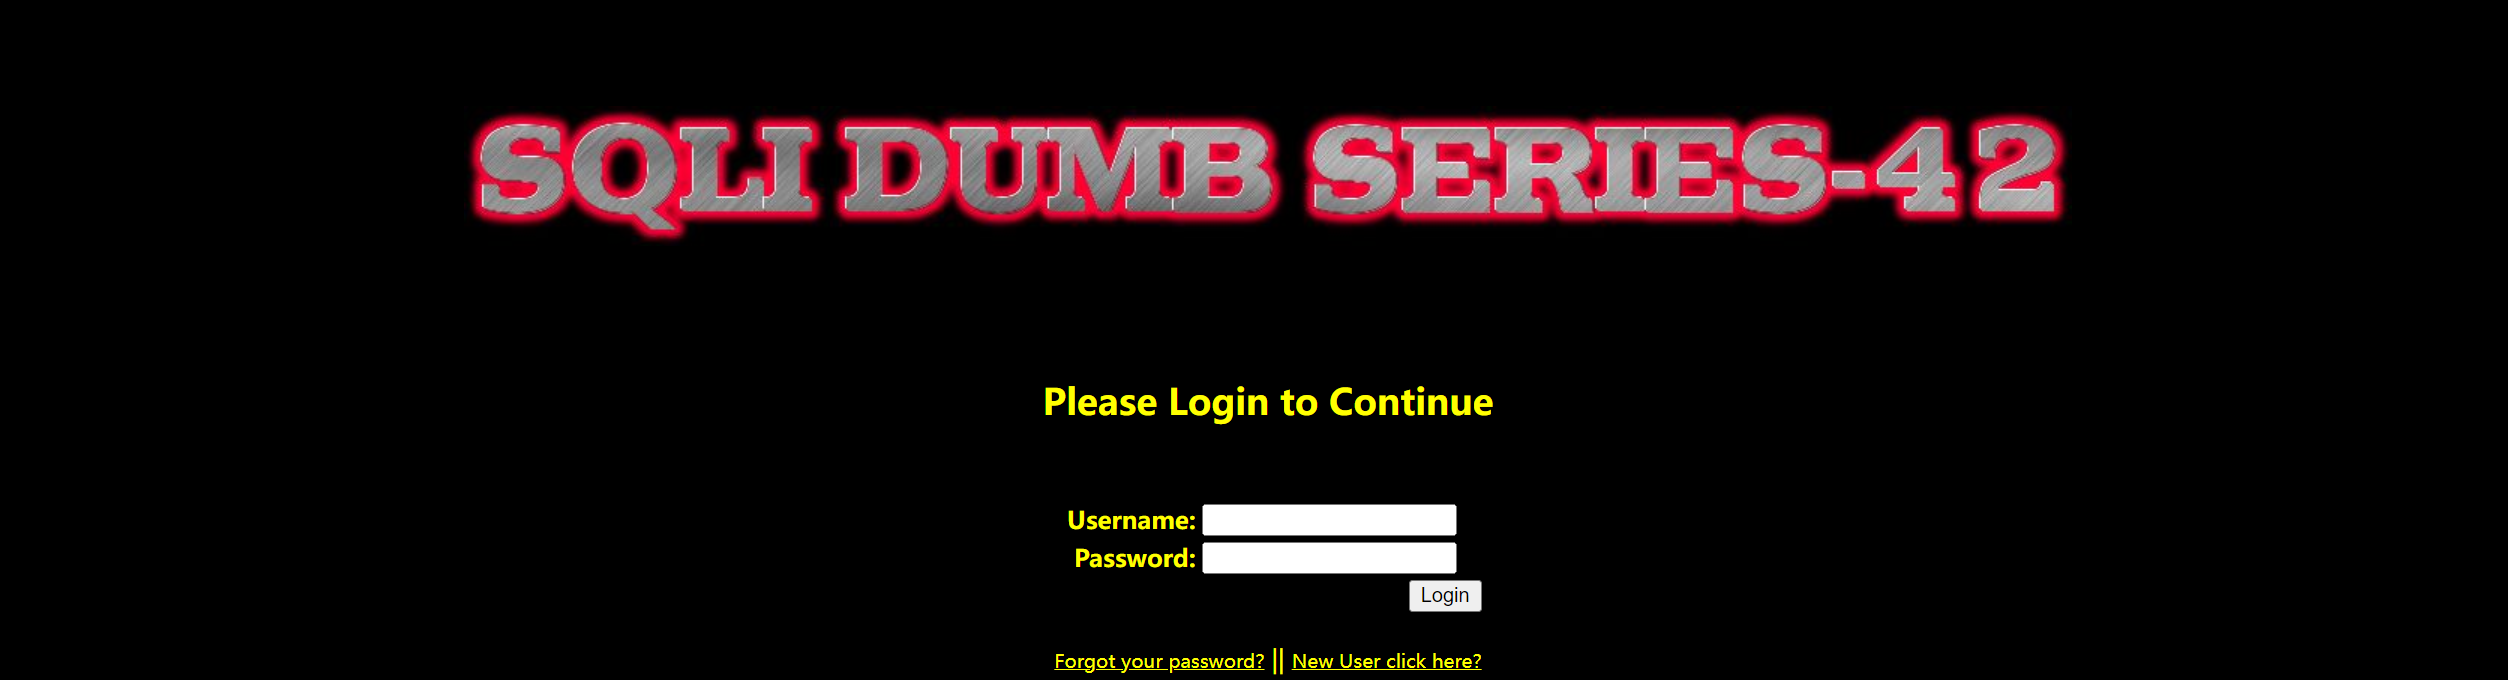 SQLI DUMB SERIES-42
Please Login to Continue
Username:
Password:
Login
Forgot your password? || New User click here?